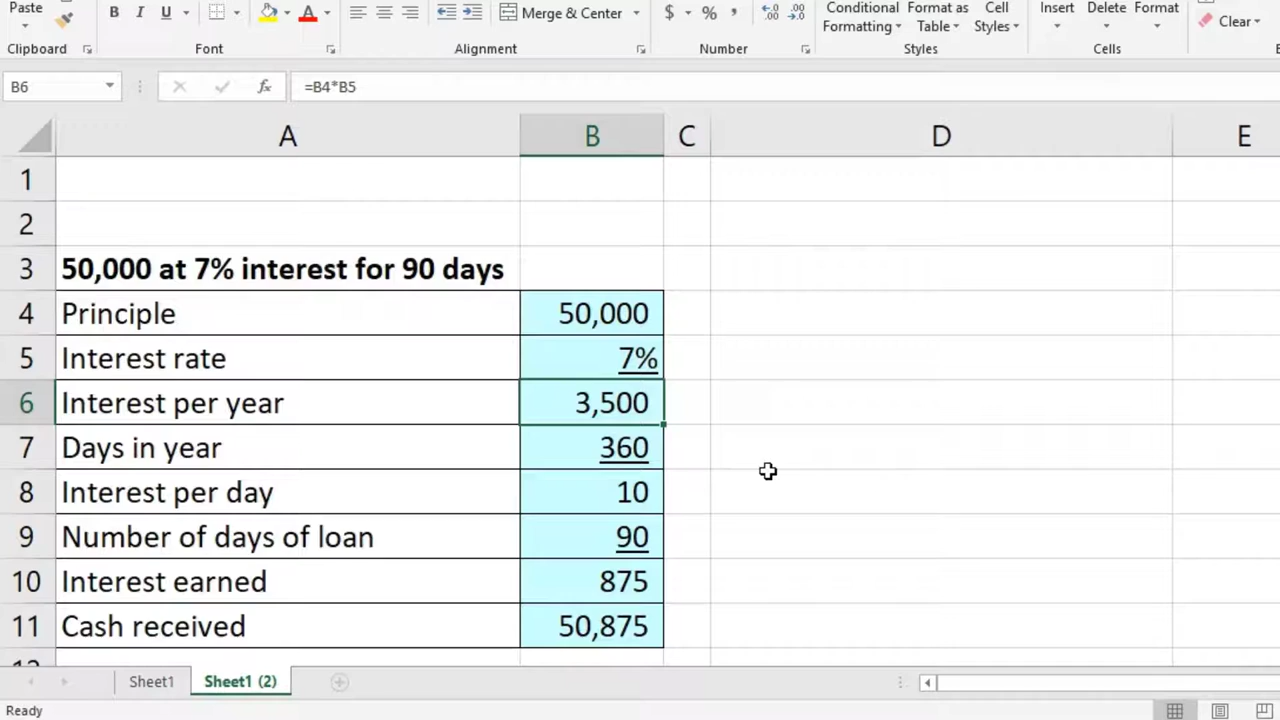 Paste B I U A Merge & Center $ % Conditional Format as Cell Insert Delete Format
Formatting Table Styles Clear
Clipboard Font Alignment Number Styles Cells
B6 fx =B4*B5
A B C D E
1
2
3 50,000 at 7% interest for 90 days
4 Principle 50,000
5 Interest rate 7%
6 Interest per year 3,500
7 Days in year 360
8 Interest per day 10
9 Number of days of loan 90
10 Interest earned 875
11 Cash received 50,875
Sheet1 Sheet1 (2)
Ready